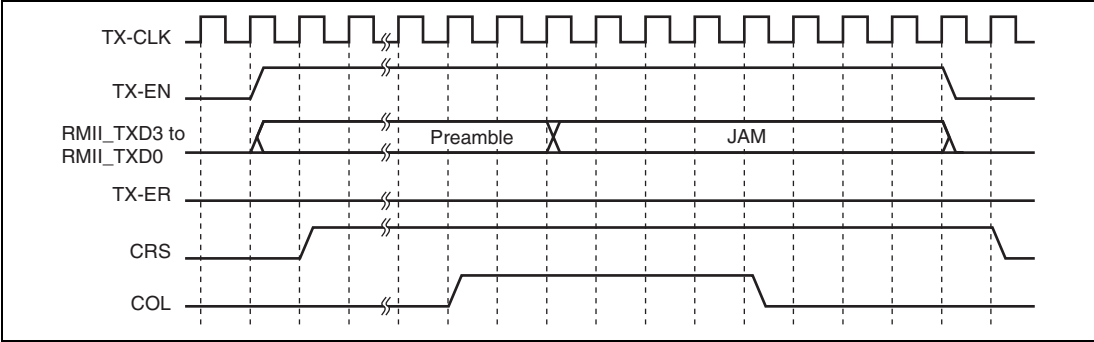 TX-CLK
TX-EN
RMII_TXD3 to
RMII_TXD0
Preamble
JAM
TX-ER
CRS
COL